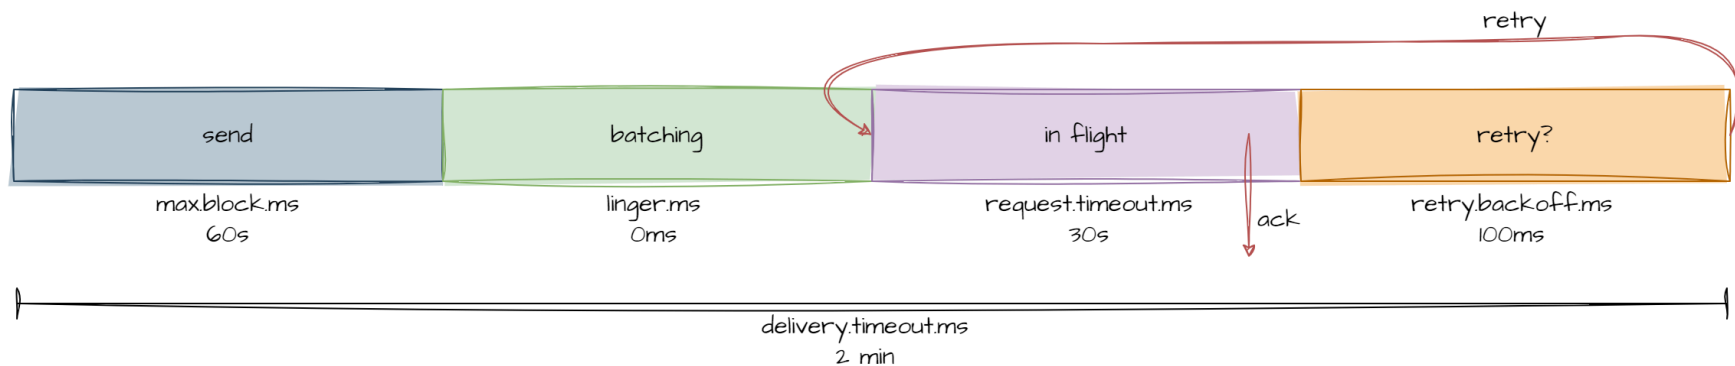 retry
send
batching
in flight
retry?
max.block.ms
60s
linger.ms
0ms
request.timeout.ms
30s
ack
retry.backoff.ms
100ms
delivery.timeout.ms
2 min